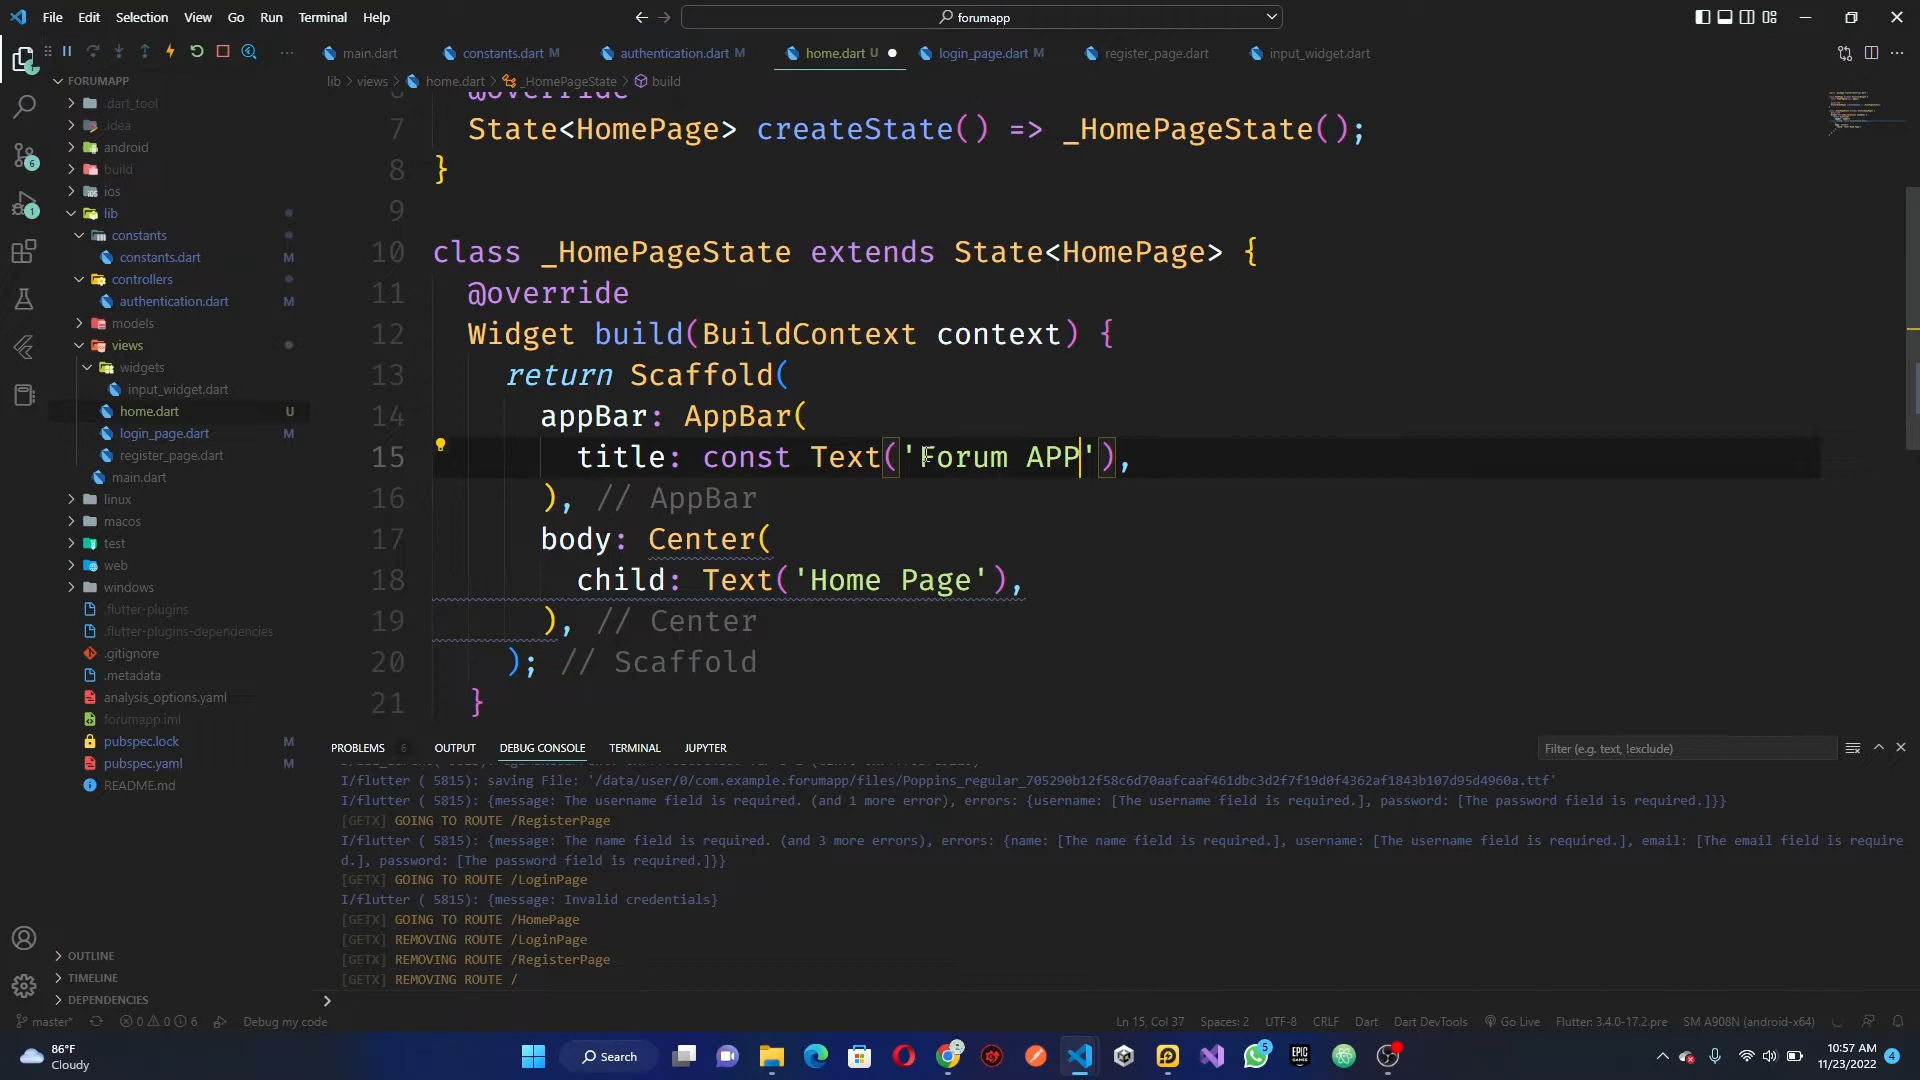 File Edit Selection View Go Run Terminal Help
forumapp
main.dart
constants.dart M
authentication.dart M
home.dart U
login_page.dart M
register_page.dart
input_widget.dart
lib > views > home.dart > _HomePageState > build
FORUMAPP
.dart_tool
.idea
android
build
ios
lib
constants
constants.dart M
controllers
authentication.dart M
models
views
widgets
input_widget.dart
home.dart U
login_page.dart M
register_page.dart
main.dart
linux
macos
test
web
windows
.flutter-plugins
.flutter-plugins-dependencies
.gitignore
.metadata
analysis_options.yaml
forumapp.iml
pubspec.lock M
pubspec.yaml M
README.md
OUTLINE
TIMELINE
DEPENDENCIES
6
1
@override
7 State<HomePage> createState() => _HomePageState();
8 }
9
10 class _HomePageState extends State<HomePage> {
11 @override
12 Widget build(BuildContext context) {
13 return Scaffold(
14 appBar: AppBar(
15 title: const Text('Forum APP'),
16 ), // AppBar
17 body: Center(
18 child: Text('Home Page'),
19 ), // Center
20 ); // Scaffold
21 }
PROBLEMS 6 OUTPUT DEBUG CONSOLE TERMINAL JUPYTER
Filter (e.g. text, !exclude)
I/flutter ( 5815): saving File: '/data/user/0/com.example.forumapp/files/Poppins_regular_705290b12f58c6d70aafcaaf461dbc3d2f7f19d0f4362af1843b107d95d4960a.ttf'
I/flutter ( 5815): {message: The username field is required. (and 1 more error), errors: {username: [The username field is required.], password: [The password field is required.]}}
[GETX] GOING TO ROUTE /RegisterPage
I/flutter ( 5815): {message: The name field is required. (and 3 more errors), errors: {name: [The name field is required.], username: [The username field is required.], email: [The email field is require
d.], password: [The password field is required.]}}
[GETX] GOING TO ROUTE /LoginPage
I/flutter ( 5815): {message: Invalid credentials}
[GETX] GOING TO ROUTE /HomePage
[GETX] REMOVING ROUTE /LoginPage
[GETX] REMOVING ROUTE /RegisterPage
[GETX] REMOVING ROUTE /
master* 0 0 6 Debug my code
Ln 15, Col 37 Spaces: 2 UTF-8 CRLF Dart Dart DevTools Go Live Flutter: 3.4.0-17.2.pre SM A908N (android-x64)
86°F
Cloudy
Search
5
EPIC
GAMES
10:57 AM
11/23/2022
4